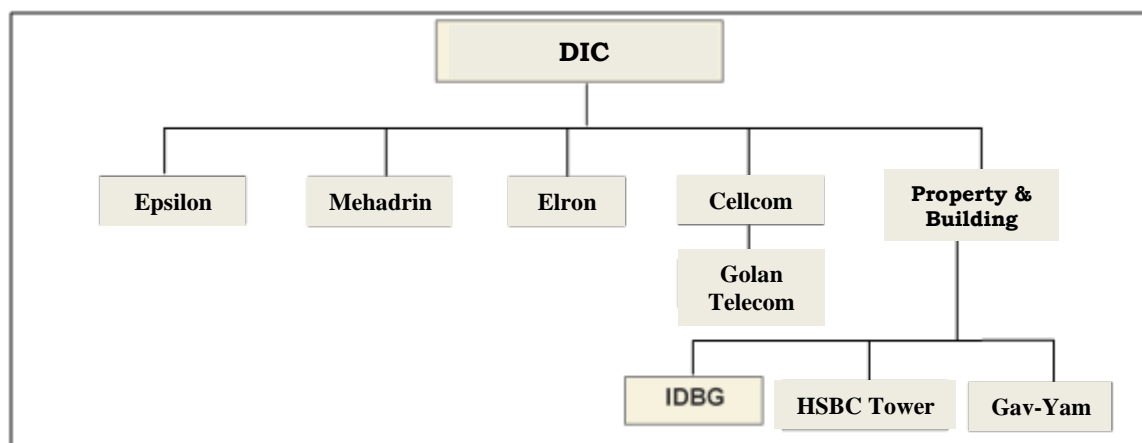 DIC
Epsilon
Mehadrin
Elron
Cellcom
Property &
Building
Golan
Telecom
IDBG
HSBC Tower
Gav-Yam